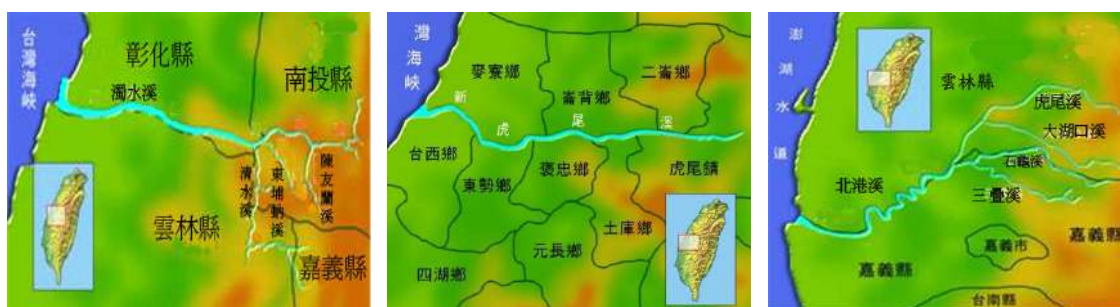 台灣海峽
彰化縣
南投縣
濁水溪
清水溪
東埔蚋溪
陳友蘭溪
雲林縣
嘉義縣
灣海峽
麥寮鄉
二崙鄉
崙背鄉
新虎尾溪
台西鄉
東勢鄉
褒忠鄉
虎尾鎮
土庫鄉
元長鄉
四湖鄉
澎湖水道
雲林縣
虎尾溪
大湖口溪
石龜溪
北港溪
三疊溪
嘉義市
嘉義縣
嘉義縣
台南縣